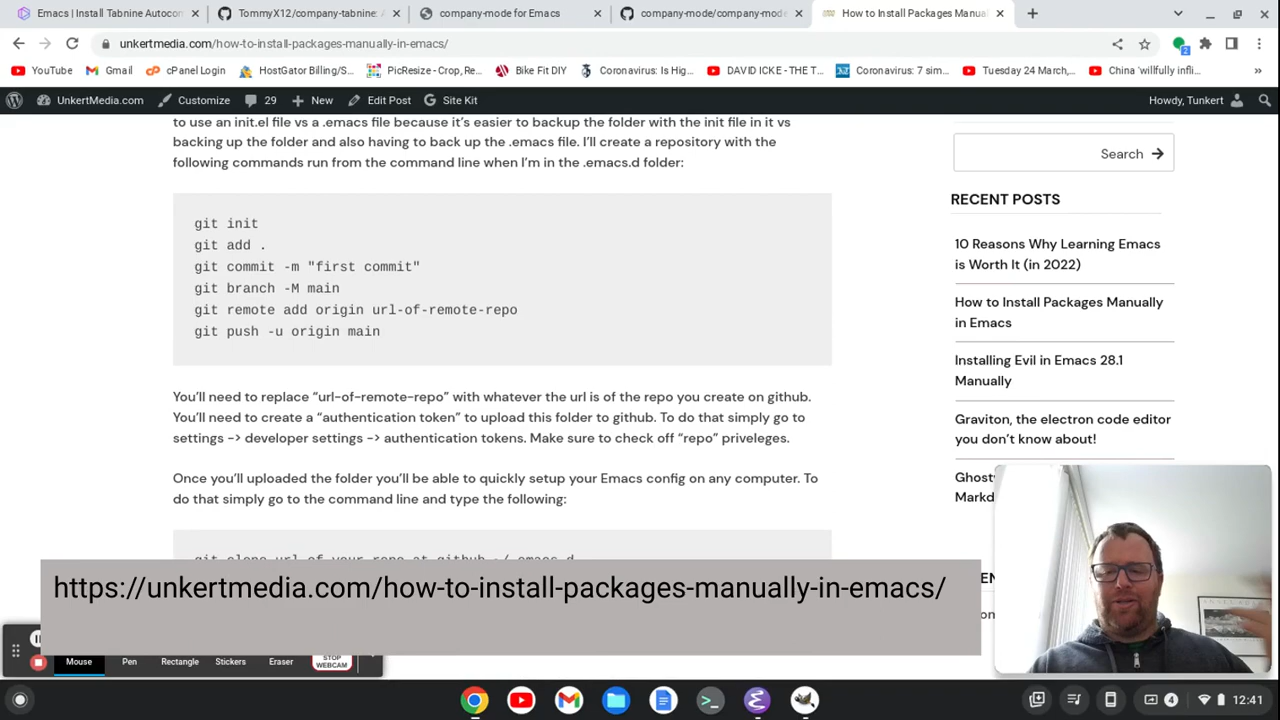 Emacs | Install Tabnine Autocon
TommyX12/company-tabnine: A
company-mode for Emacs
company-mode/company-mode
How to Install Packages Manua
unkertmedia.com/how-to-install-packages-manually-in-emacs/
YouTube
Gmail
cPanel Login
HostGator Billing/S...
PicResize - Crop, Re...
Bike Fit DIY
Coronavirus: Is Hig...
DAVID ICKE - THE T...
Coronavirus: 7 sim...
Tuesday 24 March,...
China 'willfully infli...
»
UnkertMedia.com
Customize
29
New
Edit Post
Site Kit
Howdy, Tunkert
to use an init.el file vs a .emacs file because it's easier to backup the folder with the init file in it vs
backing up the folder and also having to back up the .emacs file. I'll create a repository with the
following commands run from the command line when I'm in the .emacs.d folder:
git init
git add .
git commit -m "first commit"
git branch -M main
git remote add origin url-of-remote-repo
git push -u origin main
You'll need to replace “url-of-remote-repo” with whatever the url is of the repo you create on github.
You'll need to create a “authentication token” to upload this folder to github. To do that simply go to
settings -> developer settings -> authentication tokens. Make sure to check off “repo” priveleges.
Once you'll uploaded the folder you'll be able to quickly setup your Emacs config on any computer. To
do that simply go to the command line and type the following:
Search
RECENT POSTS
10 Reasons Why Learning Emacs
is Worth It (in 2022)
How to Install Packages Manually
in Emacs
Installing Evil in Emacs 28.1
Manually
Graviton, the electron code editor
you don't know about!
https://unkertmedia.com/how-to-install-packages-manually-in-emacs/
Mouse
Pen
Rectangle
Stickers
Eraser
STOP
WEBCAM
4
12:41